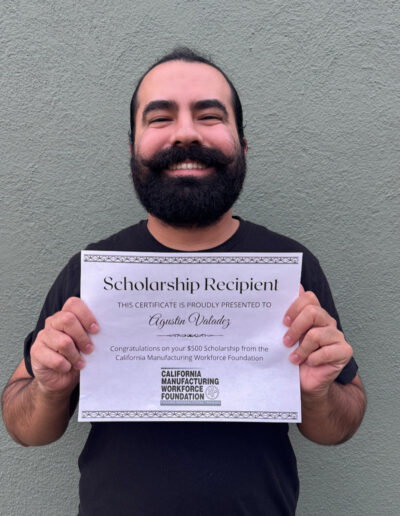 Scholarship Recipient
THIS CERTIFICATE IS PROUDLY PRESENTED TO
Agustin Valadez
Congratulations on your $500 Scholarship from the
California Manufacturing Workforce Foundation
CALIFORNIA
MANUFACTURING
WORKFORCE
FOUNDATION